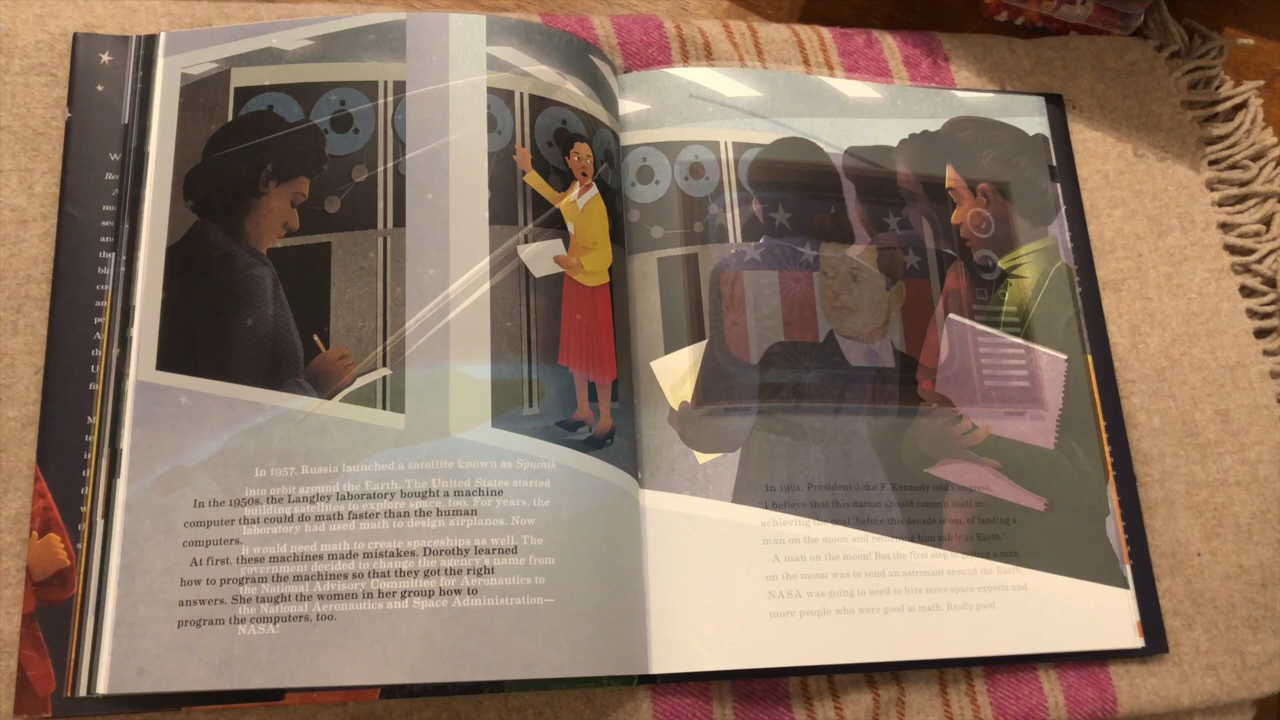 In the 1950s, the Langley laboratory bought a machine
computer that could do math faster than the human
computers.
At first, these machines made mistakes. Dorothy learned
how to program the machines so that they got the right
answers. She taught the women in her group how to
program the computers, too.
In 1957, Russia launched a satellite known as Sputnik
into orbit around the Earth. The United States started
building satellites to explore space, too. For years, the
laboratory had used math to design airplanes. Now
it would need math to create spaceships as well. The
government decided to change the agency's name from
the National Advisory Committee for Aeronautics to
the National Aeronautics and Space Administration—
NASA!
In 1961, President John F. Kennedy told Congress,
"I believe that this nation should commit itself to
achieving the goal, before this decade is out, of landing a
man on the moon and returning him safely to Earth."
A man on the moon! But the first step to getting a man
on the moon was to send an astronaut around the Earth.
NASA was going to need to hire more space experts and
more people who were good at math. Really good.